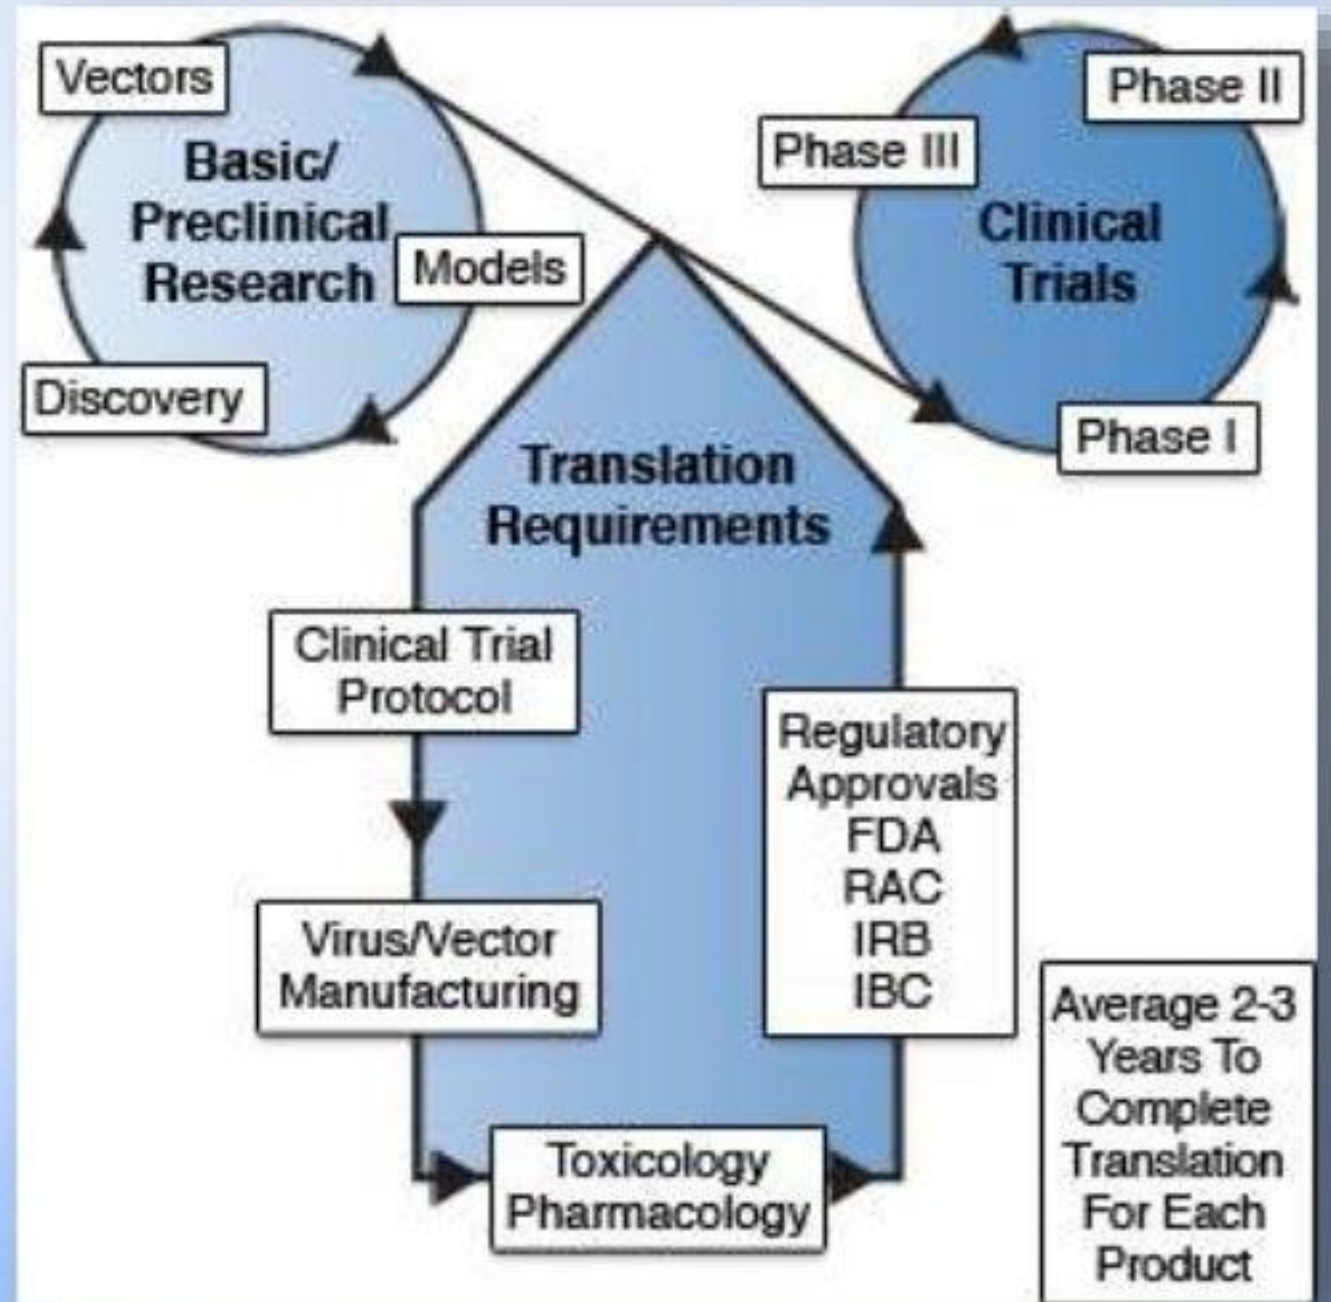 Vectors
Basic/
Preclinical
Research
Models
Discovery
Phase II
Phase III
Clinical
Trials
Phase I
Translation
Requirements
Clinical Trial
Protocol
Virus/Vector
Manufacturing
Toxicology
Pharmacology
Regulatory
Approvals
FDA
RAC
IRB
IBC
Average 2-3
Years To
Complete
Translation
For Each
Product